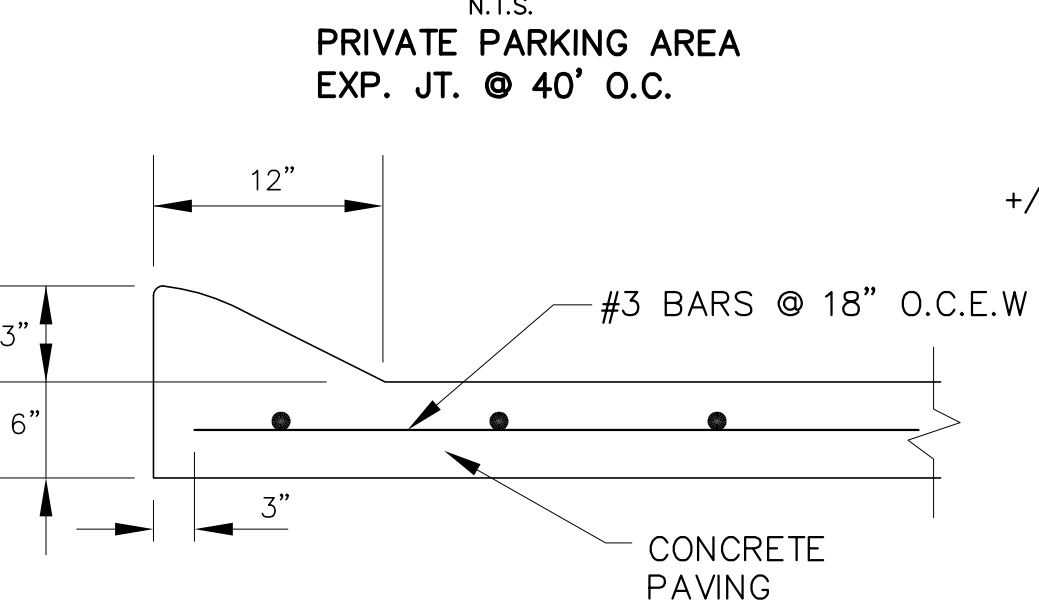 N.T.S.
PRIVATE PARKING AREA
EXP. JT. @ 40' O.C.
12"
+/
#3 BARS @ 18" O.C.E.W
3"
6"
3"
CONCRETE
PAVING